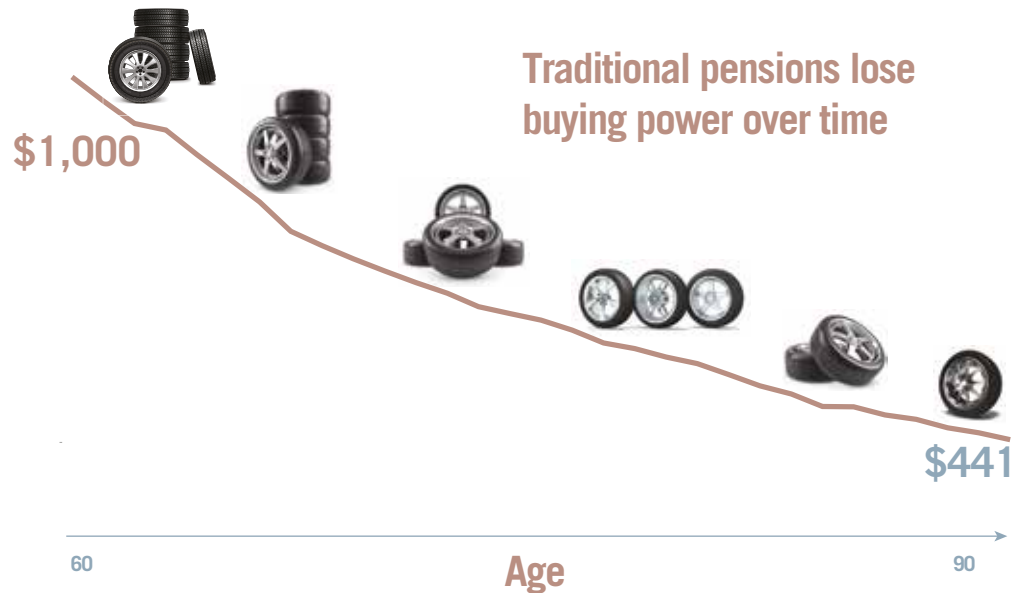 Traditional pensions lose
buying power over time
$1,000
$441
60
90
Age